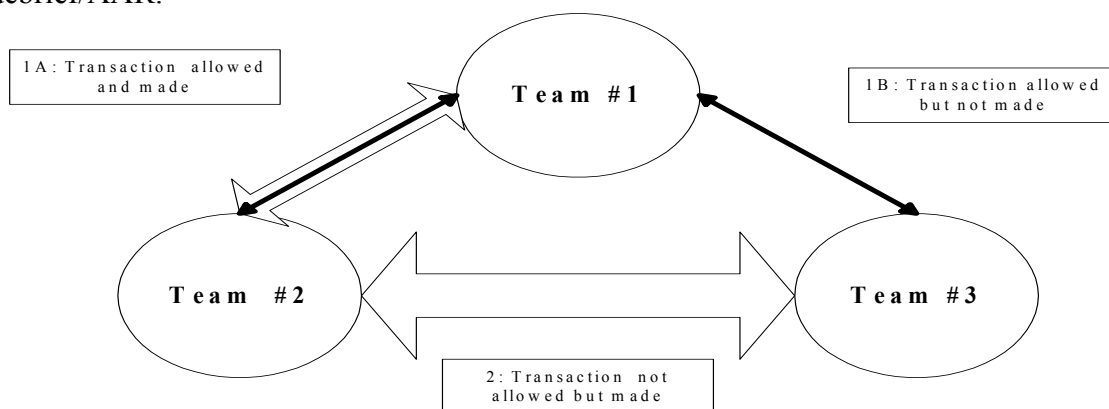 debrief/AAR.
1A: Transaction allowed
and made
Team #1
1B: Transaction allowed
but not made
Team #2
Team #3
2: Transaction not
allowed but made